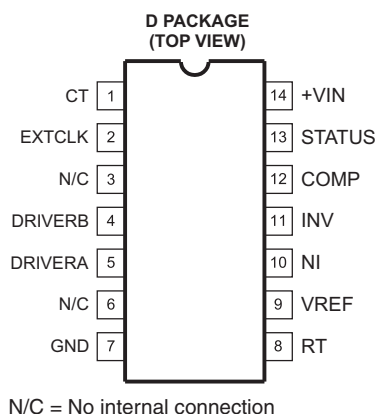 D PACKAGE
(TOP VIEW)
CT 1
14 +VIN
EXTCLK 2
13 STATUS
N/C 3
12 COMP
DRIVERB 4
11 INV
DRIVERA 5
10 NI
N/C 6
9 VREF
GND 7
8 RT
N/C = No internal connection